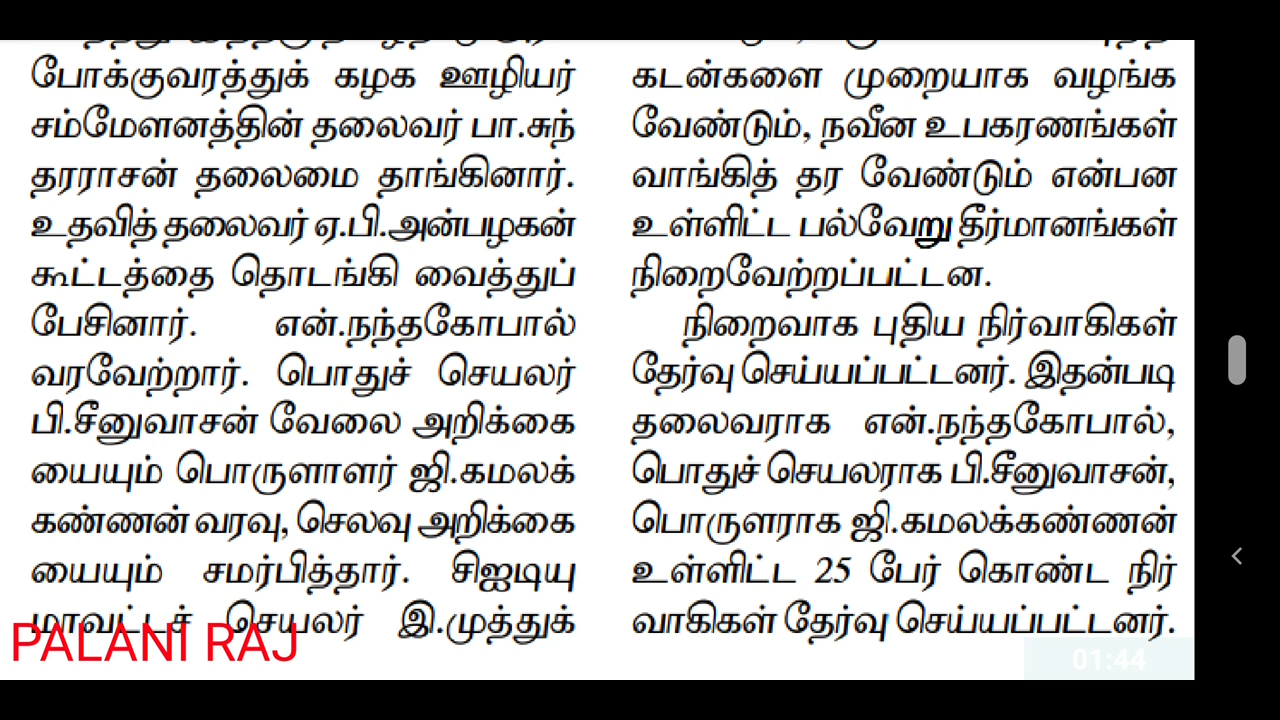 போக்குவரத்துக் கழக ஊழியர்
சம்மேளனத்தின் தலைவர் பா.சுந்
தரராசன் தலைமை தாங்கினார்.
உதவித் தலைவர் ஏ.பி.அன்பழகன்
கூட்டத்தை தொடங்கி வைத்துப்
பேசினார். என்.நந்தகோபால்
வரவேற்றார். பொதுச் செயலர்
பி.சீனுவாசன் வேலை அறிக்கை
யையும் பொருளாளர் ஜி.கமலக்
கண்ணன் வரவு, செலவு அறிக்கை
யையும் சமர்பித்தார். சிஐடியு
மாவட்டச் செயலர் இ.முத்துக்
கடன்களை முறையாக வழங்க
வேண்டும், நவீன உபகரணங்கள்
வாங்கித் தர வேண்டும் என்பன
உள்ளிட்ட பல்வேறு தீர்மானங்கள்
நிறைவேற்றப்பட்டன.
நிறைவாக புதிய நிர்வாகிகள்
தேர்வு செய்யப்பட்டனர். இதன்படி
தலைவராக என்.நந்தகோபால்,
பொதுச் செயலராக பி.சீனுவாசன்,
பொருளராக ஜி.கமலக்கண்ணன்
உள்ளிட்ட 25 பேர் கொண்ட நிர்
வாகிகள் தேர்வு செய்யப்பட்டனர்.
PALANI RAJ
01:44